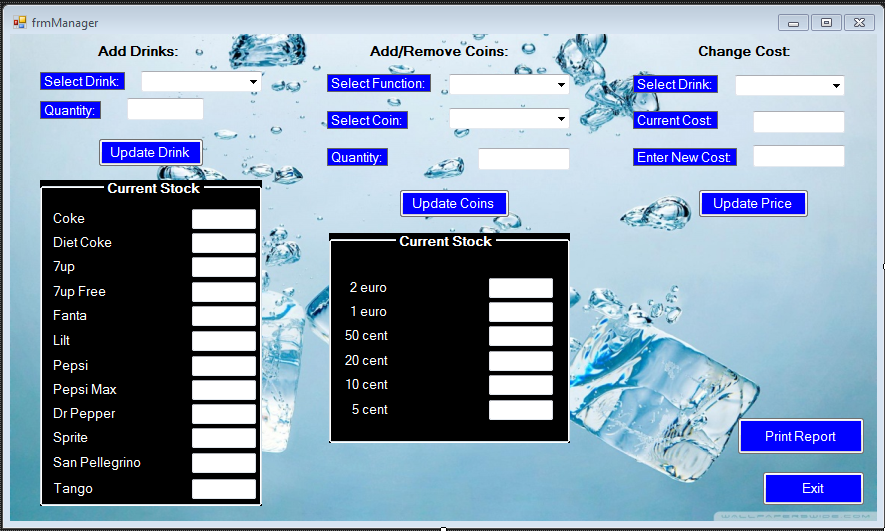 frmManager
Add Drinks:
Select Drink:
Quantity:
Update Drink
Current Stock
Coke
Diet Coke
7up
7up Free
Fanta
Lilt
Pepsi
Pepsi Max
Dr Pepper
Sprite
San Pellegrino
Tango
Add/Remove Coins:
Select Function:
Select Coin:
Quantity:
Update Coins
Current Stock
2 euro
1 euro
50 cent
20 cent
10 cent
5 cent
Change Cost:
Select Drink:
Current Cost:
Enter New Cost:
Update Price
Print Report
Exit
WALLPAPERSWIDE.COM